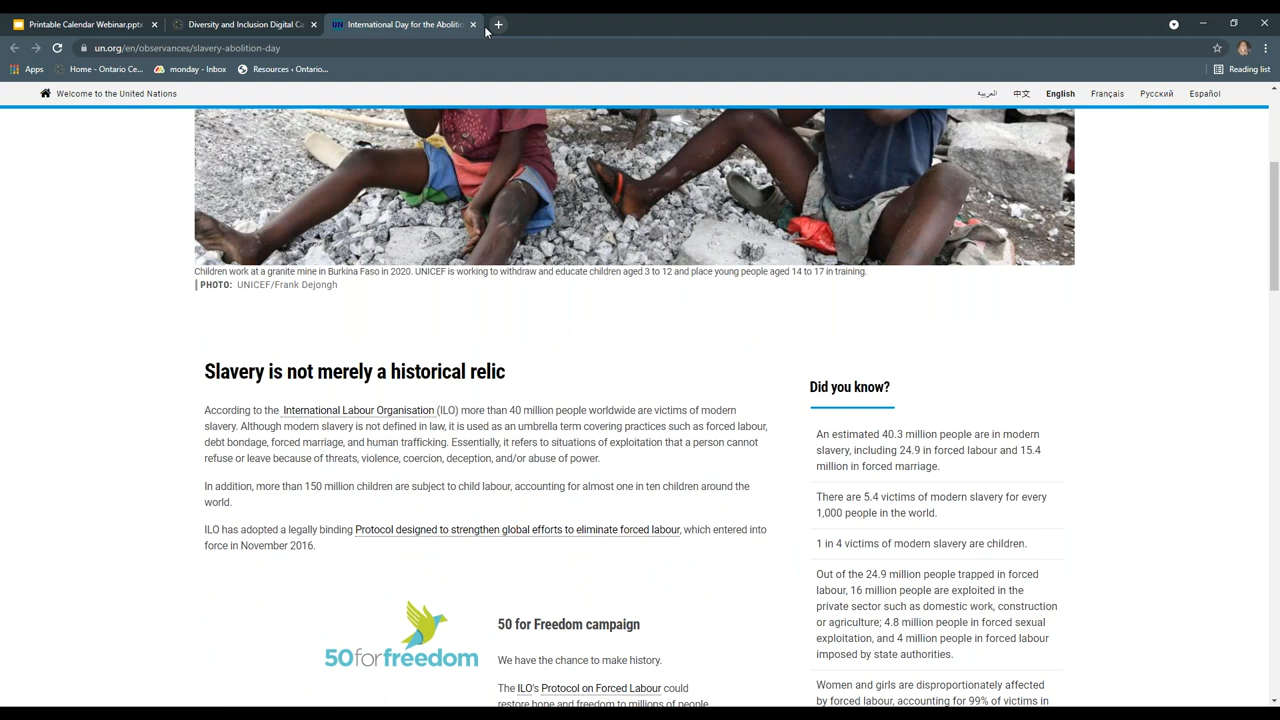 Printable Calendar Webinar.pptx
Diversity and Inclusion Digital Ca
UN International Day for the Abolitio
un.org/en/observances/slavery-abolition-day
Apps
Home - Ontario Ce...
monday - Inbox
Resources ‹ Ontario...
Reading list
Welcome to the United Nations
العربية
中文
English
Français
Русский
Español
Children work at a granite mine in Burkina Faso in 2020. UNICEF is working to withdraw and educate children aged 3 to 12 and place young people aged 14 to 17 in training.
PHOTO: UNICEF/Frank Dejongh
Slavery is not merely a historical relic
According to the International Labour Organisation (ILO) more than 40 million people worldwide are victims of modern
slavery. Although modern slavery is not defined in law, it is used as an umbrella term covering practices such as forced labour,
debt bondage, forced marriage, and human trafficking. Essentially, it refers to situations of exploitation that a person cannot
refuse or leave because of threats, violence, coercion, deception, and/or abuse of power.
In addition, more than 150 million children are subject to child labour, accounting for almost one in ten children around the
world.
ILO has adopted a legally binding Protocol designed to strengthen global efforts to eliminate forced labour, which entered into
force in November 2016.
50forfreedom
50 for Freedom campaign
We have the chance to make history.
The ILO's Protocol on Forced Labour could
restore hope and freedom to millions of people
Did you know?
An estimated 40.3 million people are in modern
slavery, including 24.9 in forced labour and 15.4
million in forced marriage.
There are 5.4 victims of modern slavery for every
1,000 people in the world.
1 in 4 victims of modern slavery are children.
Out of the 24.9 million people trapped in forced
labour, 16 million people are exploited in the
private sector such as domestic work, construction
or agriculture; 4.8 million people in forced sexual
exploitation, and 4 million people in forced labour
imposed by state authorities.
Women and girls are disproportionately affected
by forced labour, accounting for 99% of victims in